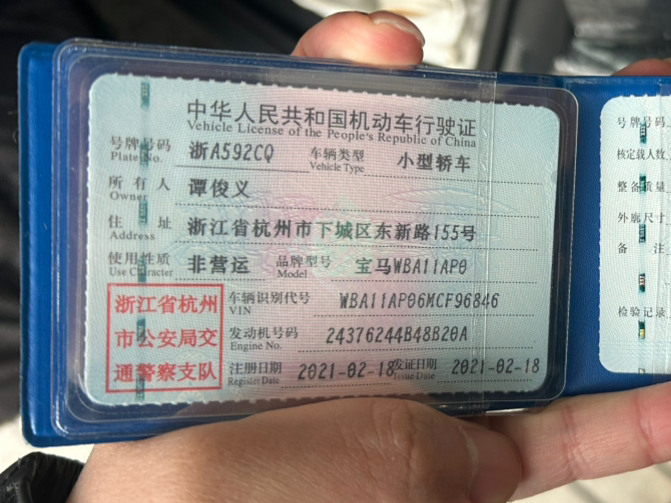 中华人民共和国机动车行驶证
Vehicle License of the People's Republic of China
号牌号码 浙A592CQ 车辆类型 小型轿车
Plate No. Vehicle Type
所有人 谭俊义
Owner
住址 浙江省杭州市下城区东新路155号
Address
使用性质 非营运 品牌型号 宝马WBA11AP0
Use Character Model
浙江省杭州
市公安局交
通警察支队
车辆识别代号 WBA11AP06MCF96846
VIN
发动机号码 24376244B48B20A
Engine No.
注册日期 2021-02-18 发证日期 2021-02-18
Register Date Issue Date
号牌号码
核定载人数
整备质量
外廓尺寸
备注
检验记录